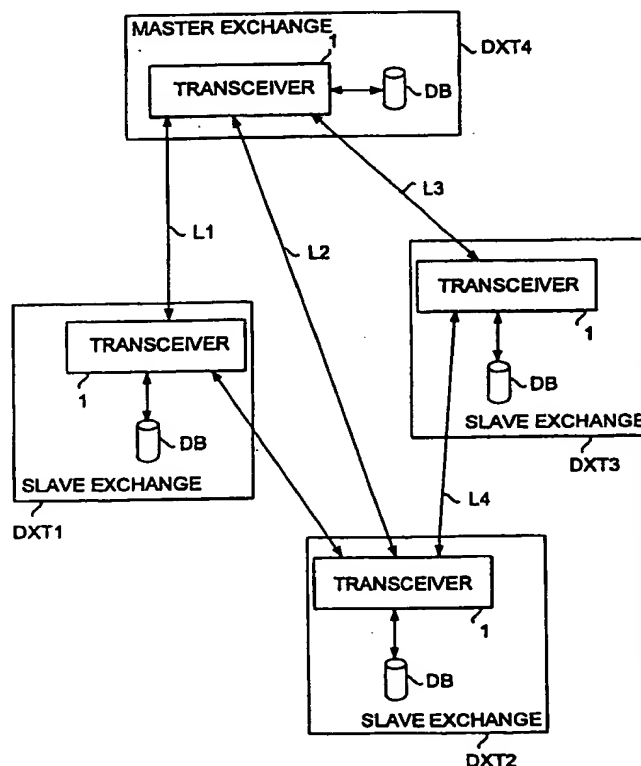 MASTER EXCHANGE
1
DXT4
TRANSCEIVER
DB
L3
L1
L2
TRANSCEIVER
1
DB
SLAVE EXCHANGE
DXT3
TRANSCEIVER
1
DB
SLAVE EXCHANGE
DXT1
L4
TRANSCEIVER
1
DB
SLAVE EXCHANGE
DXT2